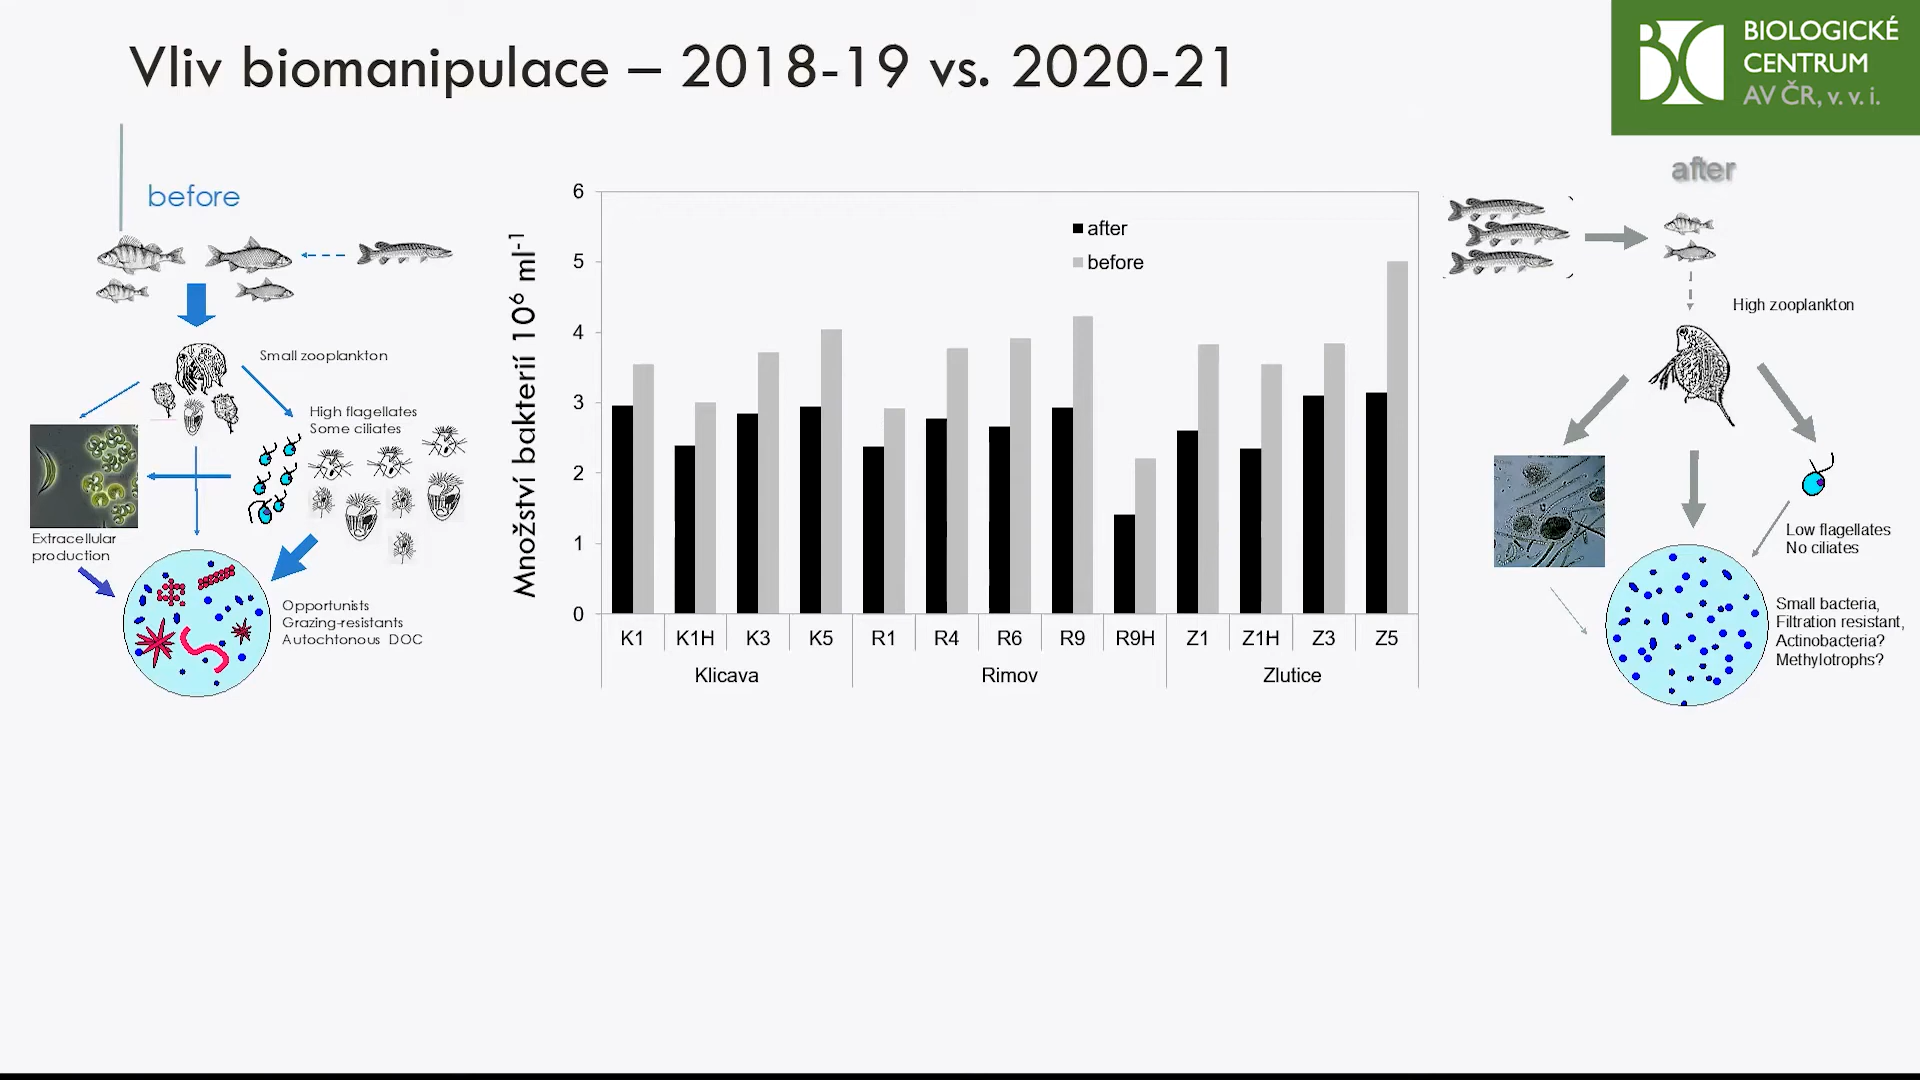 Vliv biomanipulace – 2018-19 vs. 2020-21
BIOLOGICKÉ
CENTRUM
AV ČR, v. v. i.
before
Small zooplankton
High flagellates
Some ciliates
Extracellular
production
Opportunists
Grazing-resistants
Autochtonous DOC
Množství bakterií 10⁶ ml⁻¹
6
5
4
3
2
1
0
after
before
K1 K1H K3 K5 R1 R4 R6 R9 R9H Z1 Z1H Z3 Z5
Klicava Rimov Zlutice
after
High zooplankton
Low flagellates
No ciliates
Small bacteria,
Filtration resistant,
Actinobacteria?
Methylotrophs?